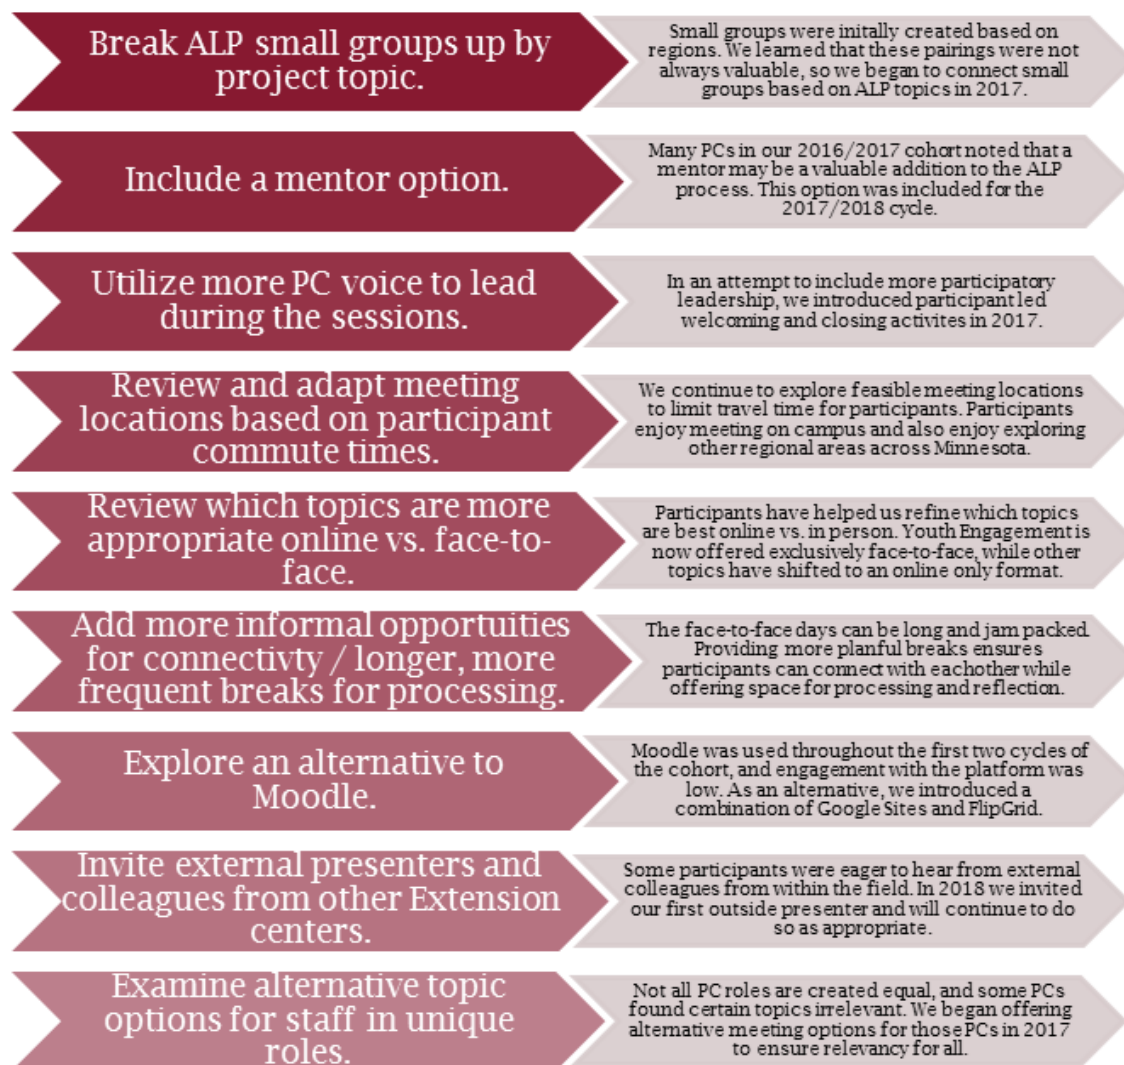 Break ALP small groups up by
project topic.
Small groups were initally created based on
regions. We learned that these pairings were not
always valuable, so we began to connect small
groups based on ALP topics in 2017.
Include a mentor option.
Many PCs in our 2016/2017 cohort noted that a
mentor may be a valuable addition to the ALP
process. This option was included for the
2017/2018 cycle.
Utilize more PC voice to lead
during the sessions.
In an attempt to include more participatory
leadership, we introduced participant led
welcoming and closing activites in 2017.
Review and adapt meeting
locations based on participant
commute times.
We continue to explore feasible meeting locations
to limit travel time for participants. Participants
enjoy meeting on campus and also enjoy exploring
other regional areas across Minnesota.
Review which topics are more
appropriate online vs. face-to-
face.
Participants have helped us refine which topics
are best online vs. in person. Youth Engagement is
now offered exclusively face-to-face, while other
topics have shifted to an online only format.
Add more informal opportuities
for connectivty / longer, more
frequent breaks for processing.
The face-to-face days can be long and jam packed.
Providing more planful breaks ensures
participants can connect with eachother while
offering space for processing and reflection.
Explore an alternative to
Moodle.
Moodle was used throughout the first two cycles of
the cohort, and engagement with the platform was
low. As an alternative, we introduced a
combination of Google Sites and FlipGrid.
Invite external presenters and
colleagues from other Extension
centers.
Some participants were eager to hear from external
colleagues from within the field. In 2018 we invited
our first outside presenter and will continue to do
so as appropriate.
Examine alternative topic
options for staff in unique
roles.
Not all PC roles are created equal, and some PCs
found certain topics irrelevant. We began offering
alternative meeting options for those PCs in 2017
to ensure relevancy for all.